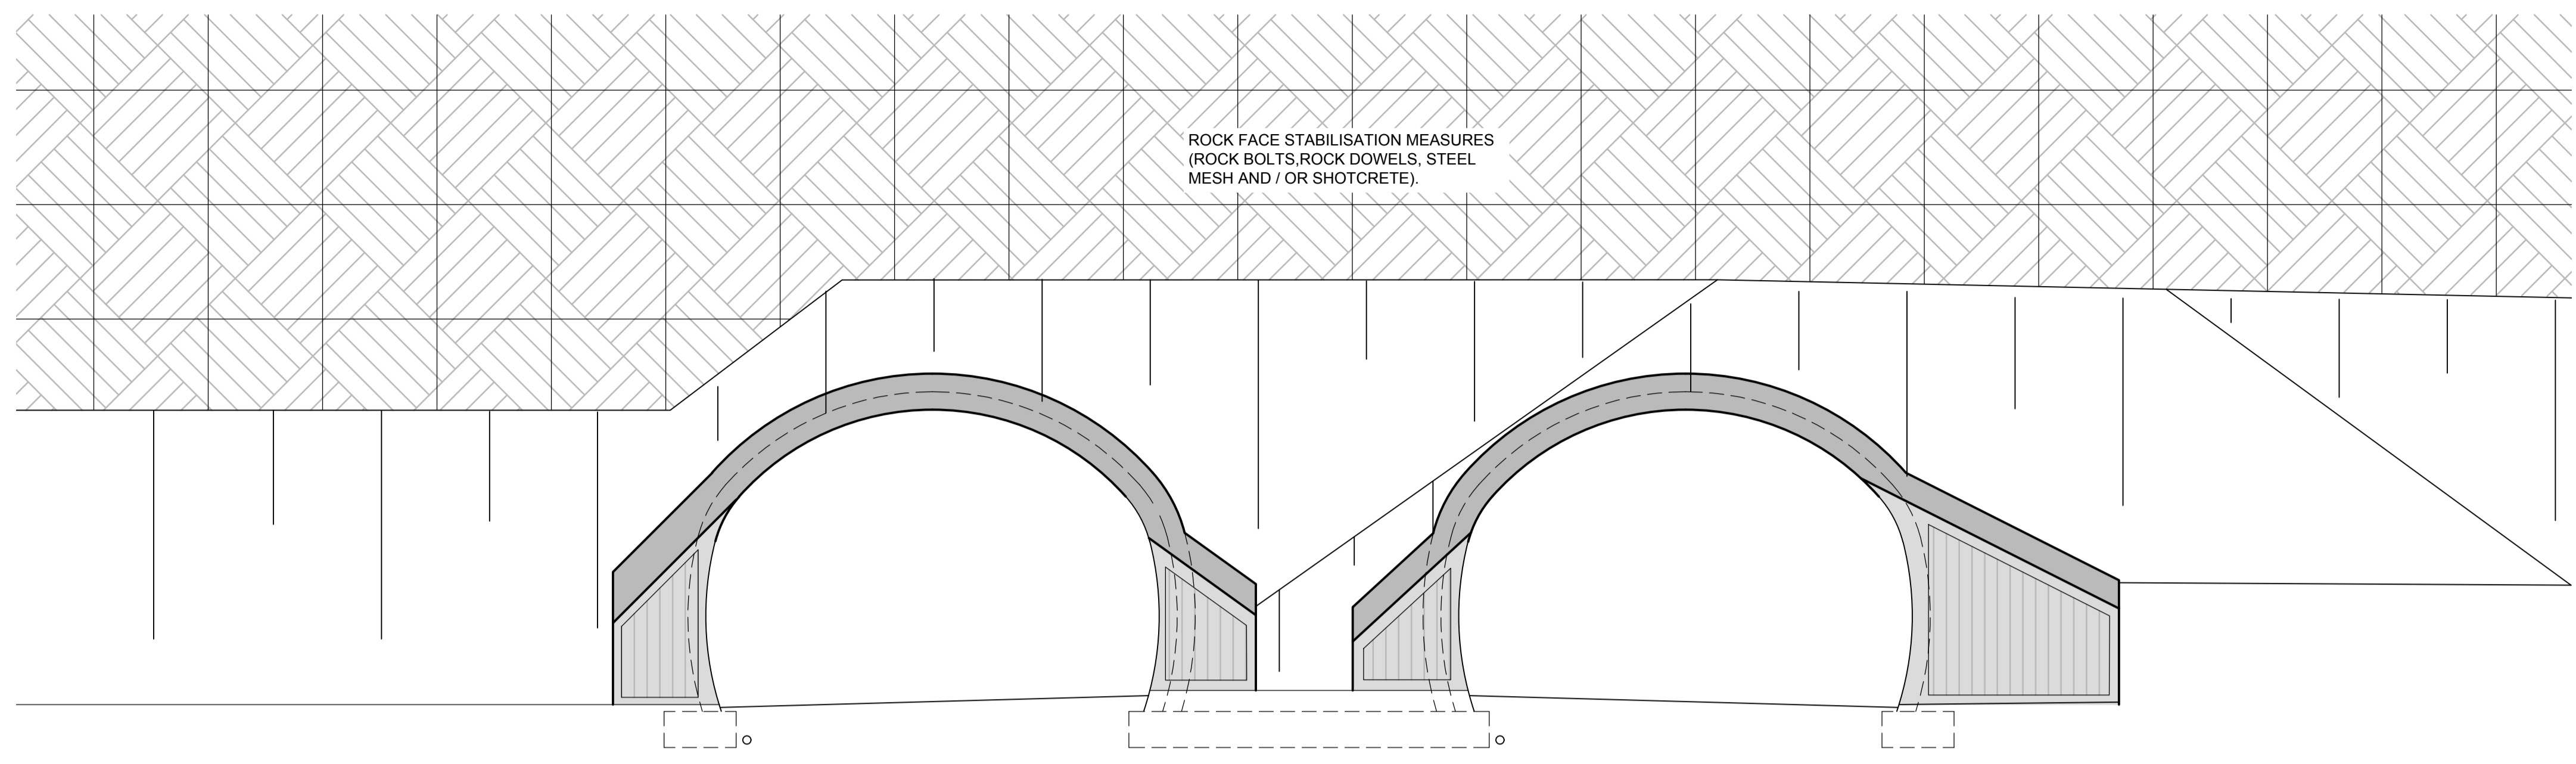 ROCK FACE STABILISATION MEASURES
(ROCK BOLTS,ROCK DOWELS, STEEL
MESH AND / OR SHOTCRETE).